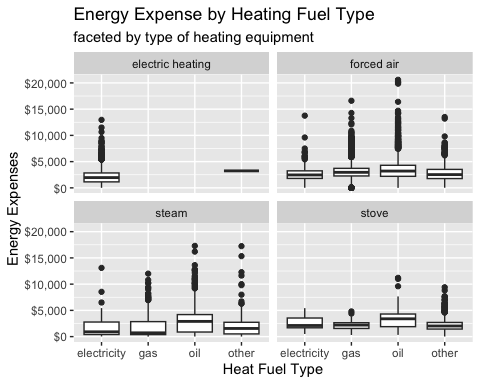 Energy Expense by Heating Fuel Type
faceted by type of heating equipment
electric heating
forced air
$20,000
$15,000
$10,000
$5,000
$0
steam
stove
$20,000
$15,000
$10,000
$5,000
$0
Energy Expenses
electricity gas oil other
electricity gas oil other
Heat Fuel Type